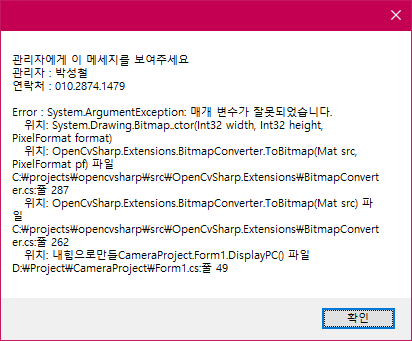 관리자에게 이 메세지를 보여주세요
관리자 : 박성철
연락처 : 010.2874.1479
Error : System.ArgumentException: 매개 변수가 잘못되었습니다.
위치: System.Drawing.Bitmap..ctor(Int32 width, Int32 height,
PixelFormat format)
위치: OpenCvSharp.Extensions.BitmapConverter.ToBitmap(Mat src,
PixelFormat pf) 파일
C:₩projects₩opencvsharp₩src₩OpenCvSharp.Extensions₩BitmapConvert
er.cs:줄 287
위치: OpenCvSharp.Extensions.BitmapConverter.ToBitmap(Mat src) 파
일
C:₩projects₩opencvsharp₩src₩OpenCvSharp.Extensions₩BitmapConvert
er.cs:줄 262
위치: 내힘으로만들CameraProject.Form1.DisplayPC() 파일
D:₩Project₩CameraProject₩Form1.cs:줄 49
확인